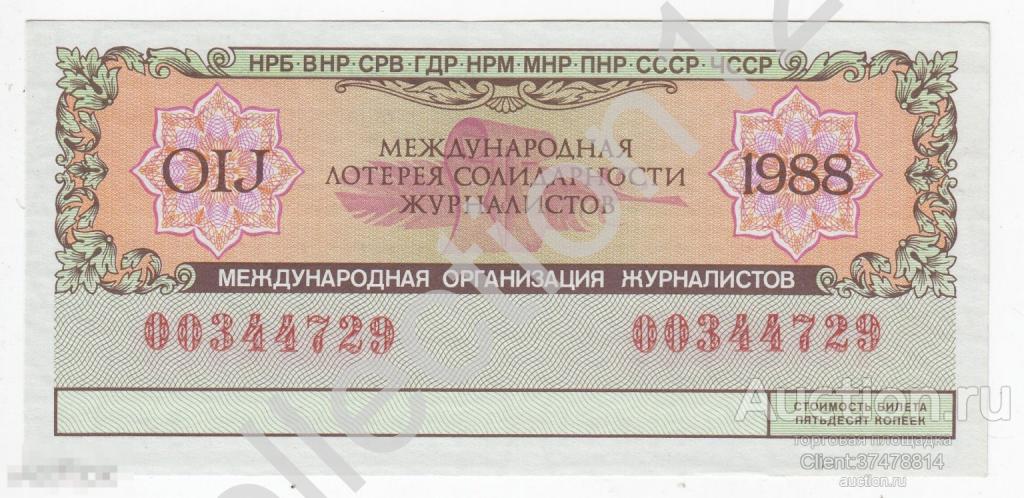 НРБ·ВНР·СРВ·ГДР·НРМ·МНР·ПНР·СССР·ЧССР
OIJ
МЕЖДУНАРОДНАЯ
ЛОТЕРЕЯ СОЛИДАРНОСТИ
ЖУРНАЛИСТОВ
1988
МЕЖДУНАРОДНАЯ ОРГАНИЗАЦИЯ ЖУРНАЛИСТОВ
00344729 00344729
СТОИМОСТЬ БИЛЕТА
ПЯТЬДЕСЯТ КОПЕЕК
Auction.ru
торговая площадка
Client:37478814
auction.ru
collection12